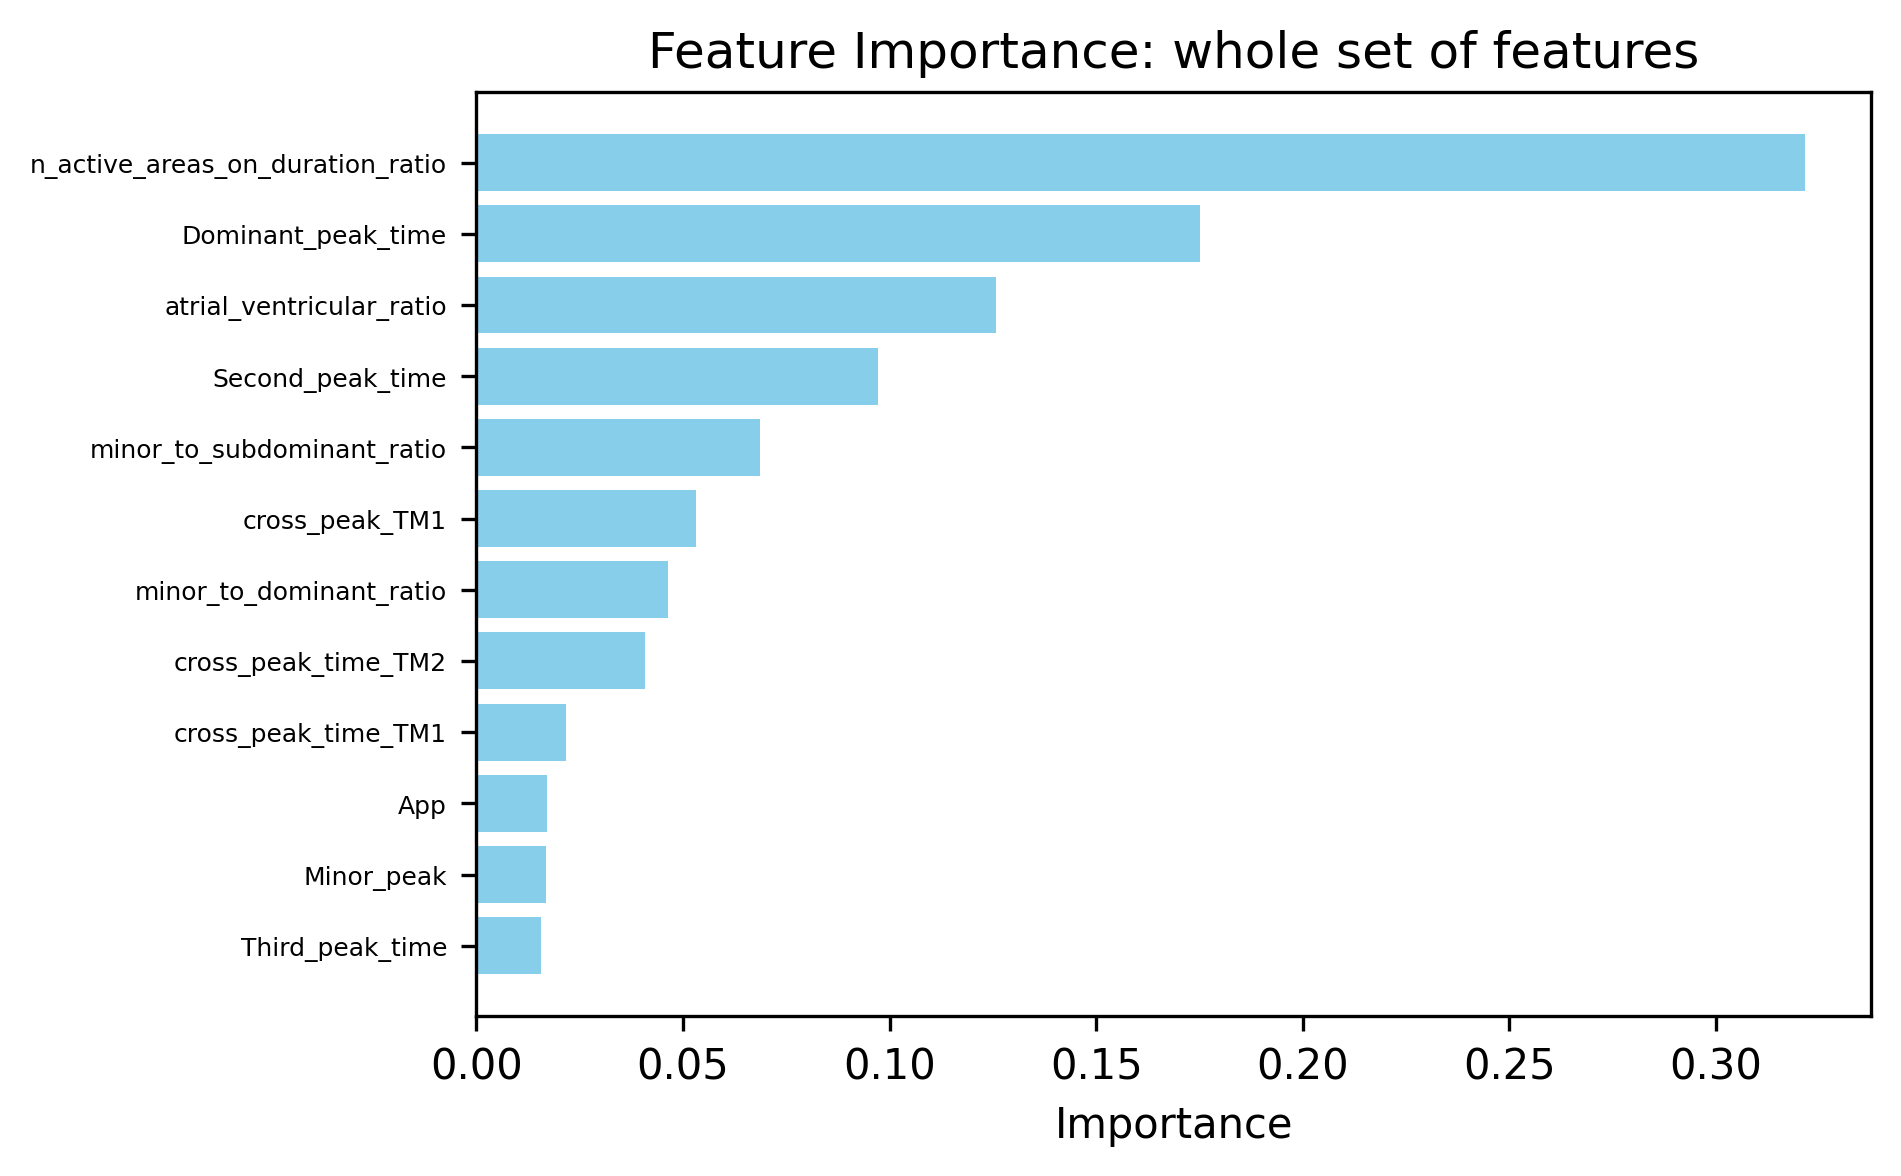 Feature Importance: whole set of features
n_active_areas_on_duration_ratio
Dominant_peak_time
atrial_ventricular_ratio
Second_peak_time
minor_to_subdominant_ratio
cross_peak_TM1
minor_to_dominant_ratio
cross_peak_time_TM2
cross_peak_time_TM1
App
Minor_peak
Third_peak_time
0.00 0.05 0.10 0.15 0.20 0.25 0.30
Importance